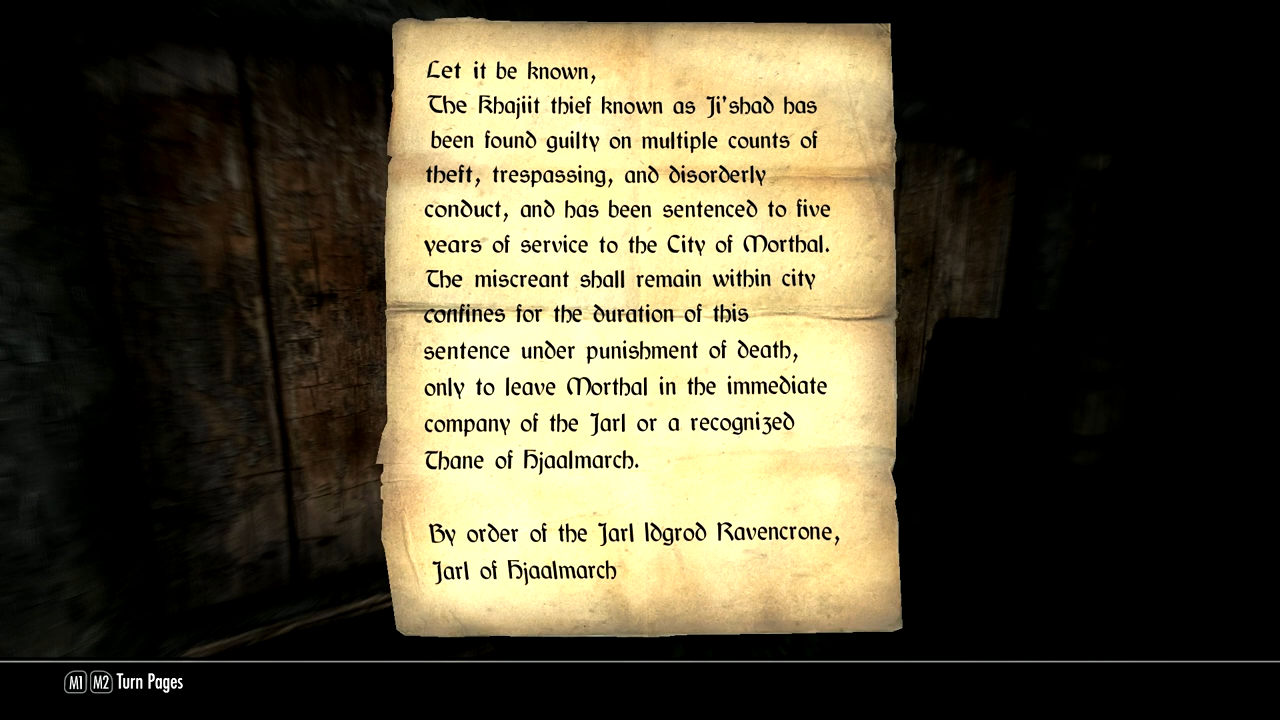 Let it be known,
The Khajiit thief known as Ji'shad has
been found guilty on multiple counts of
theft, trespassing, and disorderly
conduct, and has been sentenced to five
years of service to the City of Morthal.
The miscreant shall remain within city
confines for the duration of this
sentence under punishment of death,
only to leave Morthal in the immediate
company of the Jarl or a recognized
Thane of Hjaalmarch.
By order of the Jarl Idgrod Ravencrone,
Jarl of Hjaalmarch
M1 M2 Turn Pages